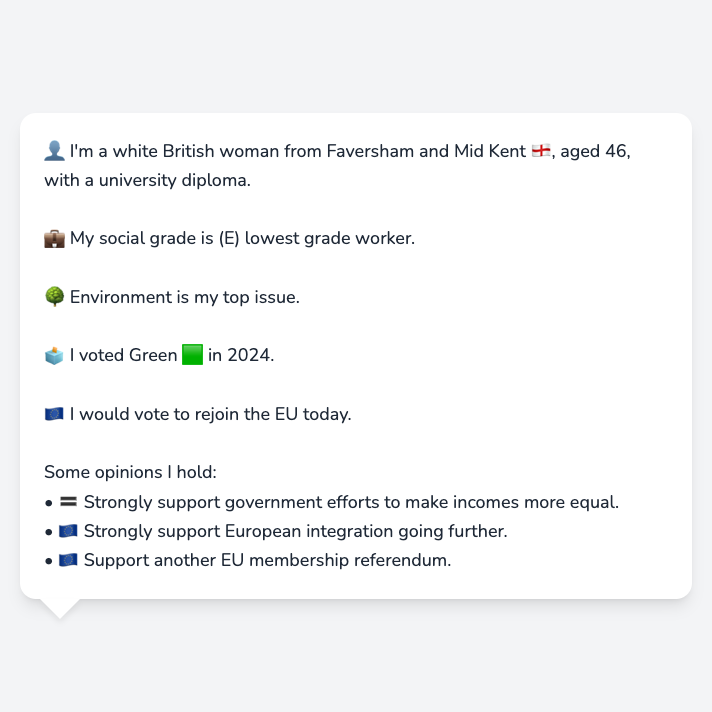 👤 I'm a white British woman from Faversham and Mid Kent 🏴󠁧󠁢󠁥󠁮󠁧󠁿, aged 46,
with a university diploma.
💼 My social grade is (E) lowest grade worker.
🌳 Environment is my top issue.
🗳️ I voted Green 🟩 in 2024.
🇪🇺 I would vote to rejoin the EU today.
Some opinions I hold:
• 🟰 Strongly support government efforts to make incomes more equal.
• 🇪🇺 Strongly support European integration going further.
• 🇪🇺 Support another EU membership referendum.